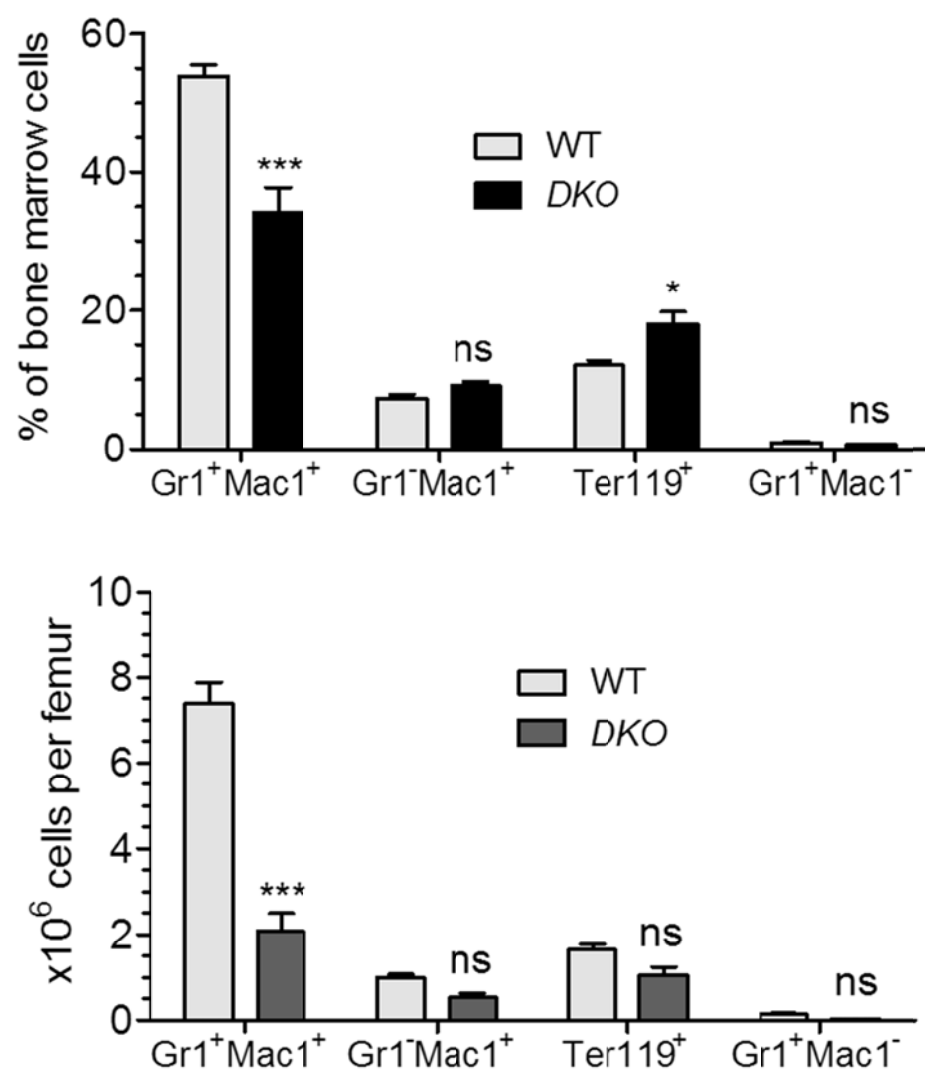 60
40
20
0
% of bone marrow cells
WT
DKO
***
ns
*
ns
Gr1⁺Mac1⁺ Gr1⁻Mac1⁺ Ter119⁺ Gr1⁺Mac1⁻
10
8
6
4
2
0
x10⁶ cells per femur
WT
DKO
***
ns
ns
ns
Gr1⁺Mac1⁺ Gr1⁻Mac1⁺ Ter119⁺ Gr1⁺Mac1⁻